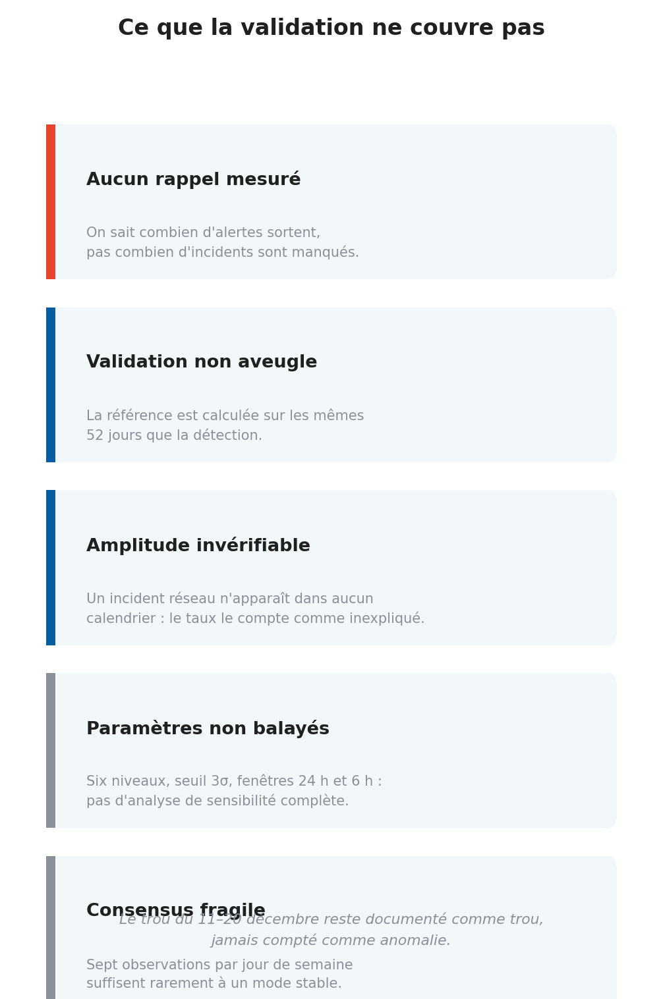 Ce que la validation ne couvre pas
Aucun rappel mesuré
On sait combien d'alertes sortent,
pas combien d'incidents sont manqués.
Validation non aveugle
La référence est calculée sur les mêmes
52 jours que la détection.
Amplitude invérifiable
Un incident réseau n'apparaît dans aucun
calendrier : le taux le compte comme inexpliqué.
Paramètres non balayés
Six niveaux, seuil 3σ, fenêtres 24 h et 6 h :
pas d'analyse de sensibilité complète.
Consensus fragile
Le trou du 11–20 décembre reste documenté comme trou,
jamais compté comme anomalie.
Sept observations par jour de semaine
suffisent rarement à un mode stable.